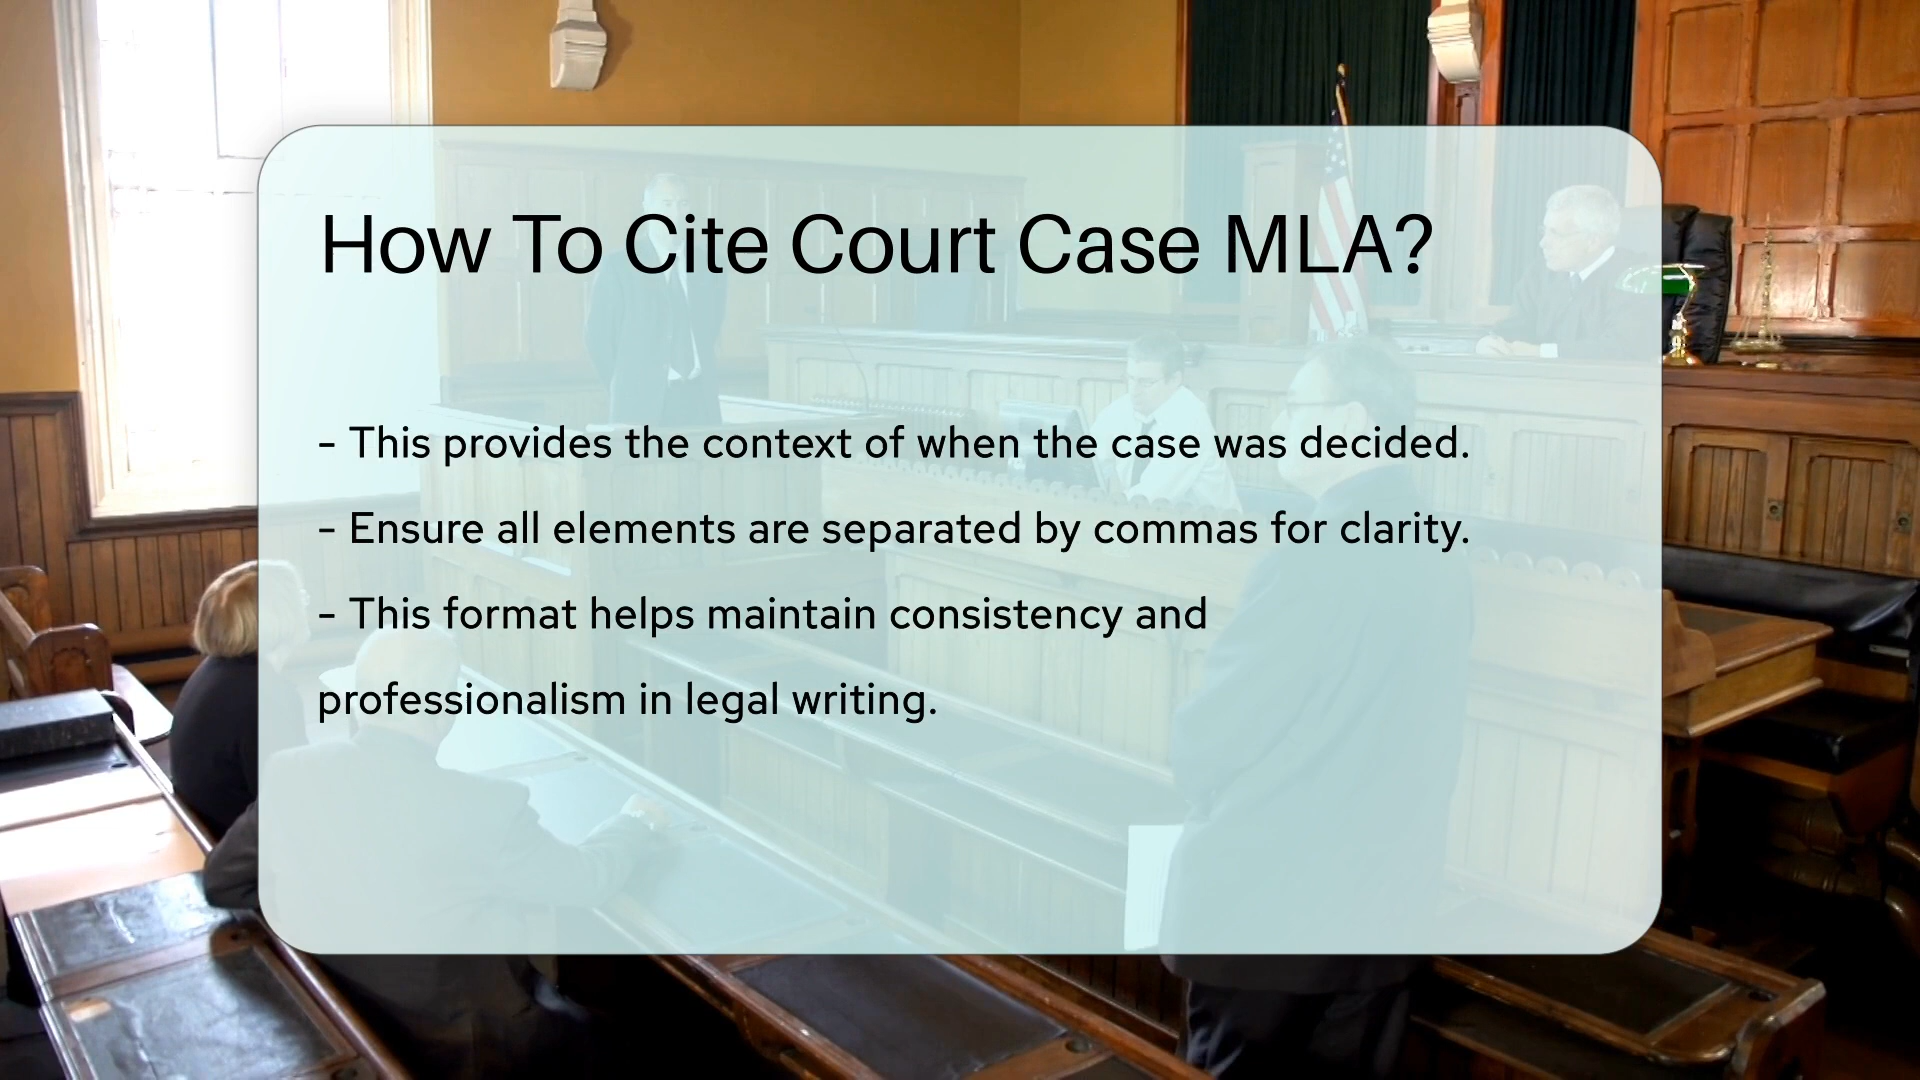 How To Cite Court Case MLA?
- This provides the context of when the case was decided.
- Ensure all elements are separated by commas for clarity.
- This format helps maintain consistency and
professionalism in legal writing.